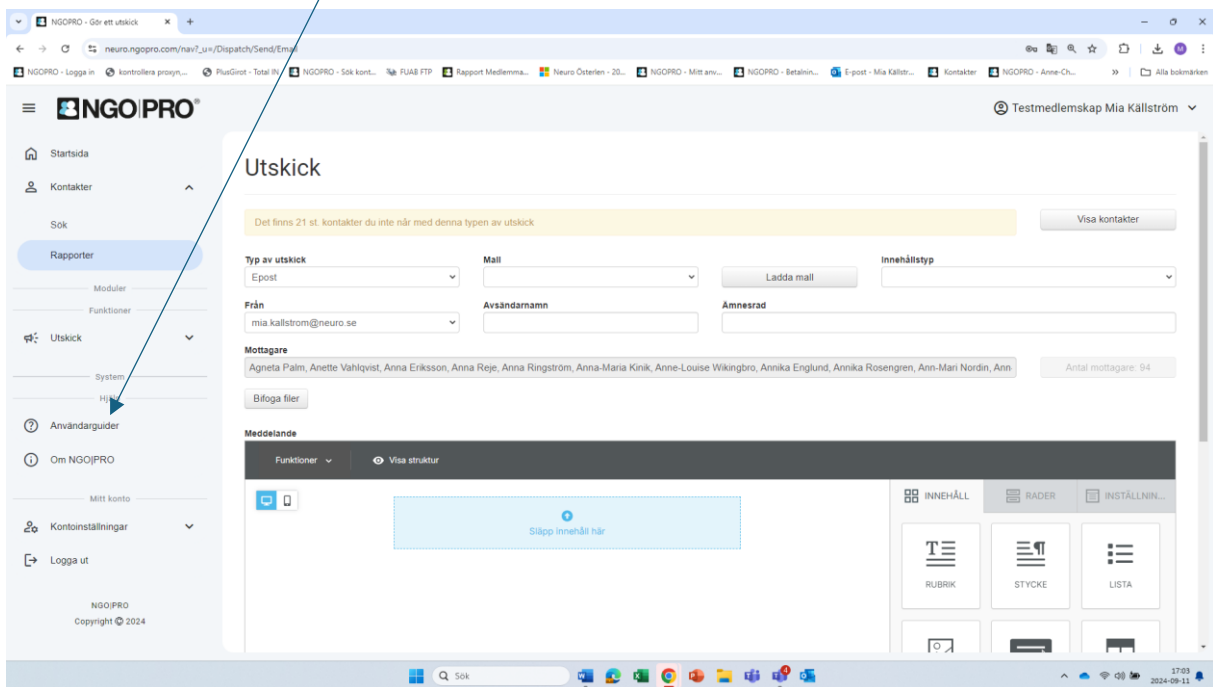 NGOPRO - Gör ett utskick
neuro.ngopro.com/nav?_u=/Dispatch/Send/Email
NGOPRO - Logga in kontrollera proxyn,... PlusGirot - Total IN NGOPRO - Sök kont... FUAB FTP Rapport Medlemma... Neuro Österlen - 20... NGOPRO - Mitt anv... NGOPRO - Betalnin... E-post - Mia Källstr... Kontakter NGOPRO - Anne-Ch... » Alla bokmärken
NGO|PRO®
Testmedlemskap Mia Källström
Startsida
Kontakter
Sök
Rapporter
Moduler
Funktioner
Utskick
System
Hjälp
Användarguider
Om NGO|PRO
Mitt konto
Kontoinställningar
Logga ut
NGO|PRO
Copyright © 2024
Utskick
Det finns 21 st. kontakter du inte når med denna typen av utskick
Visa kontakter
Typ av utskick Mall Innehållstyp
Epost Ladda mall
Från Avsändarnamn Ämnesrad
mia.kallstrom@neuro.se
Mottagare
Agneta Palm, Anette Vahlqvist, Anna Eriksson, Anna Reje, Anna Ringström, Anna-Maria Kinik, Anne-Louise Wikingbro, Annika Englund, Annika Rosengren, Ann-Mari Nordin, Ann- Antal mottagare: 94
Bifoga filer
Meddelande
Funktioner Visa struktur
INNEHÅLL RADER INSTÄLLNIN...
Släpp innehåll här
RUBRIK STYCKE LISTA
Sök
4
17:03
2024-09-11